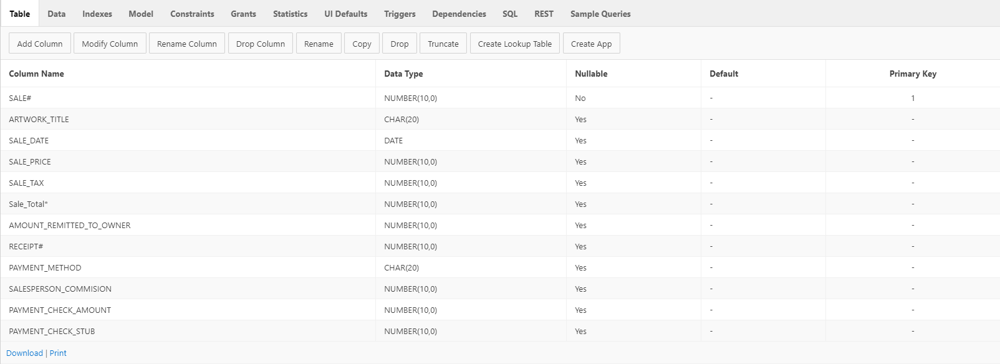 Table Data Indexes Model Constraints Grants Statistics UI Defaults Triggers Dependencies SQL REST Sample Queries
Add Column Modify Column Rename Column Drop Column Rename Copy Drop Truncate Create Lookup Table Create App
Column Name Data Type Nullable Default Primary Key
SALE# NUMBER(10,0) No - 1
ARTWORK_TITLE CHAR(20) Yes - -
SALE_DATE DATE Yes - -
SALE_PRICE NUMBER(10,0) Yes - -
SALE_TAX NUMBER(10,0) Yes - -
Sale_Total* NUMBER(10,0) Yes - -
AMOUNT_REMITTED_TO_OWNER NUMBER(10,0) Yes - -
RECEIPT# NUMBER(10,0) Yes - -
PAYMENT_METHOD CHAR(20) Yes - -
SALESPERSON_COMMISION NUMBER(10,0) Yes - -
PAYMENT_CHECK_AMOUNT NUMBER(10,0) Yes - -
PAYMENT_CHECK_STUB NUMBER(10,0) Yes - -
Download | Print